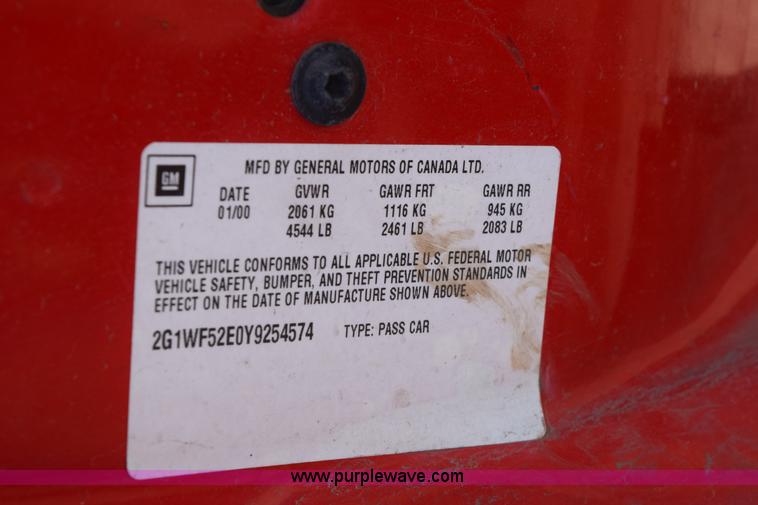 GM
MFD BY GENERAL MOTORS OF CANADA LTD.
DATE GVWR GAWR FRT GAWR RR
01/00 2061 KG 1116 KG 945 KG
4544 LB 2461 LB 2083 LB
THIS VEHICLE CONFORMS TO ALL APPLICABLE U.S. FEDERAL MOTOR
VEHICLE SAFETY, BUMPER, AND THEFT PREVENTION STANDARDS IN
EFFECT ON THE DATE OF MANUFACTURE SHOWN ABOVE.
2G1WF52E0Y9254574 TYPE: PASS CAR
www.purplewave.com